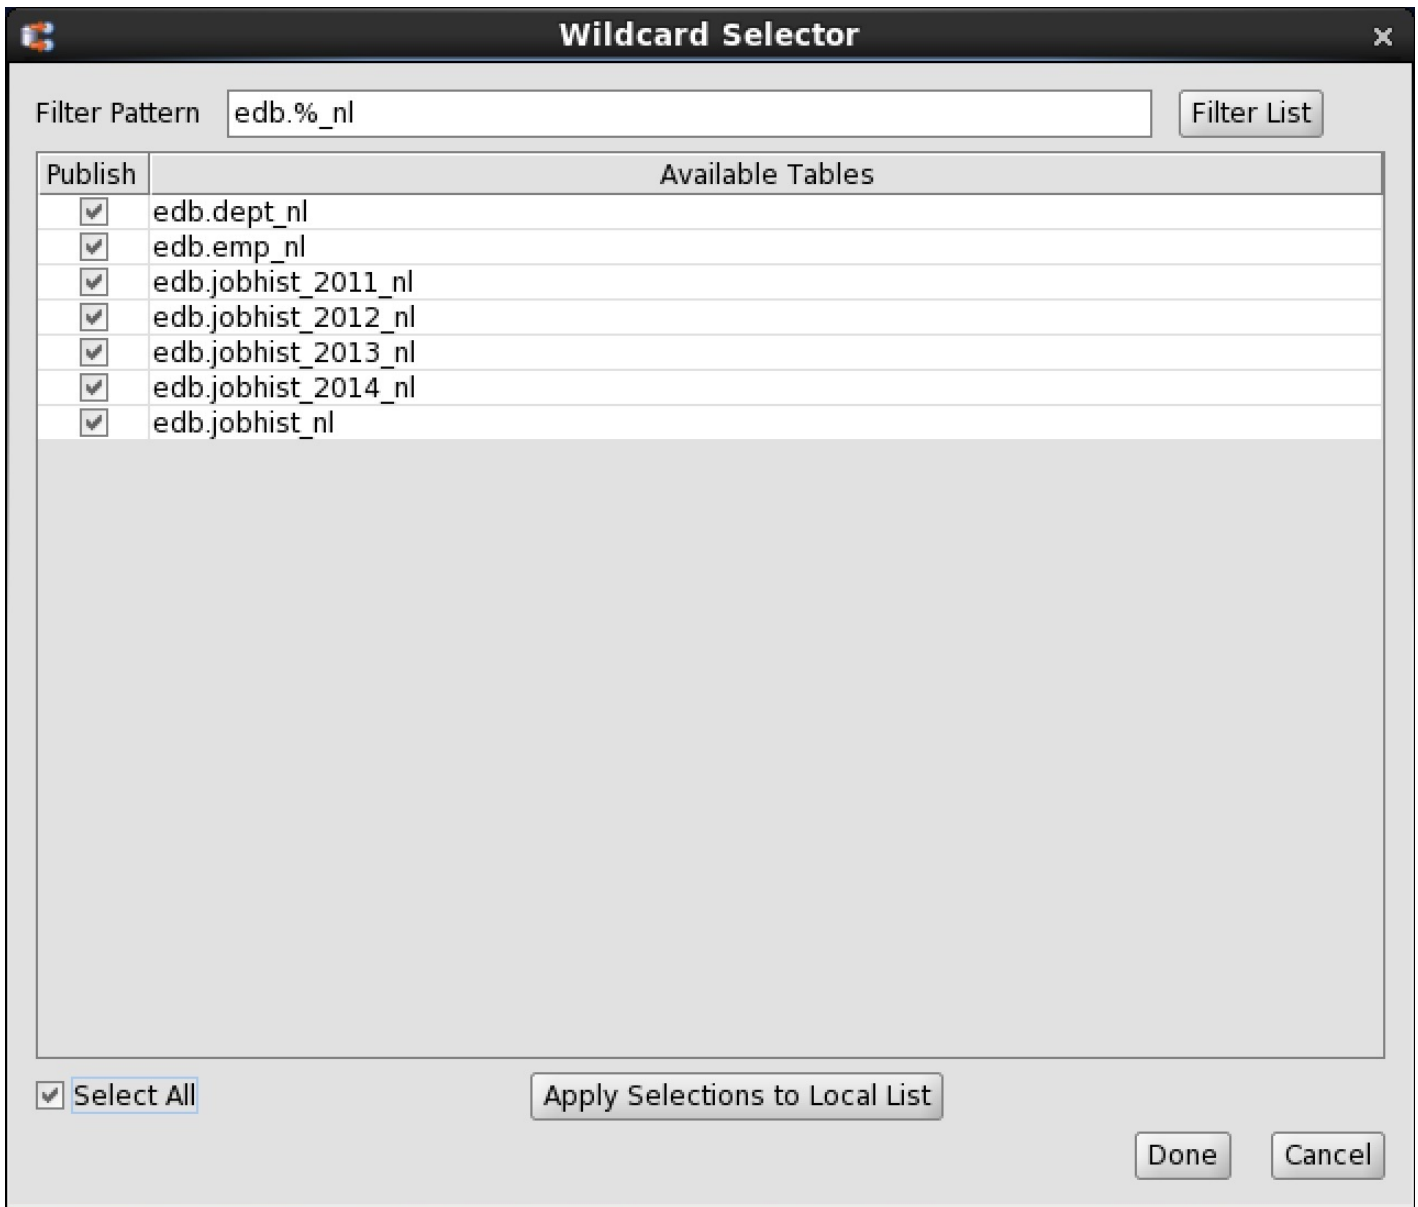 Wildcard Selector
Filter Pattern edb.%_nl Filter List
Publish Available Tables
edb.dept_nl
edb.emp_nl
edb.jobhist_2011_nl
edb.jobhist_2012_nl
edb.jobhist_2013_nl
edb.jobhist_2014_nl
edb.jobhist_nl
Select All Apply Selections to Local List
Done Cancel